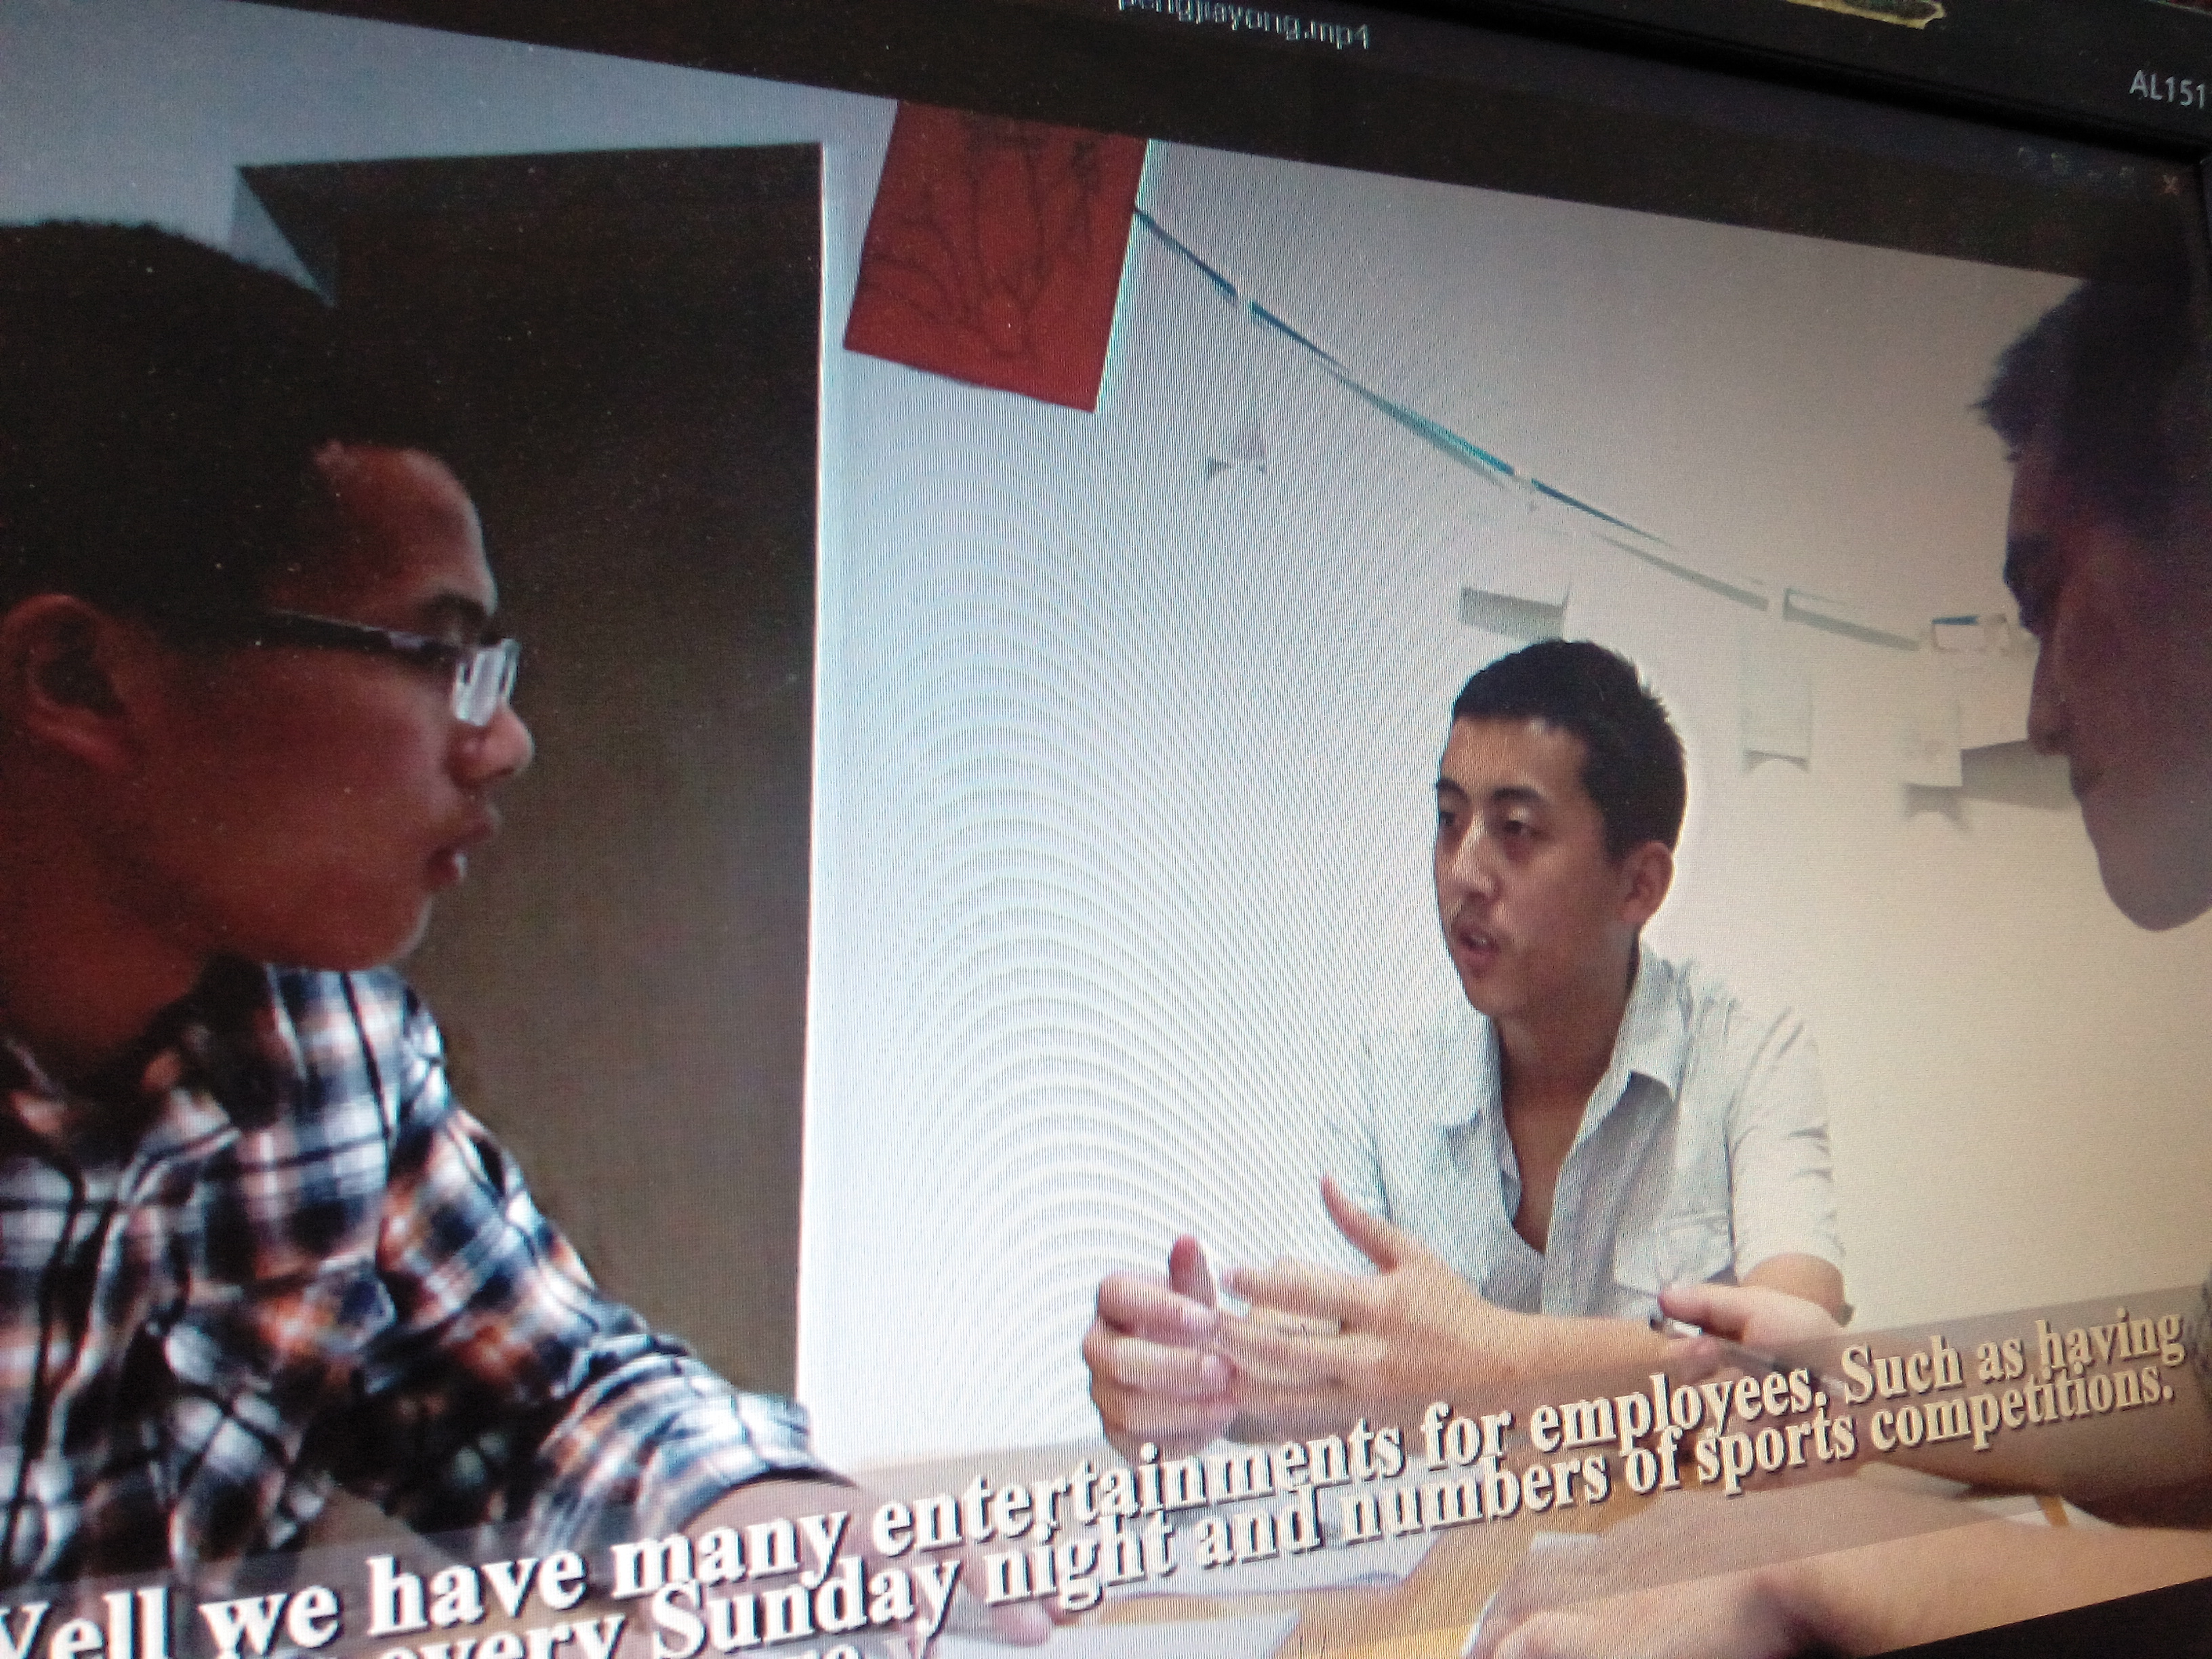 pengjiayong.mp4
AL151
Well we have many entertainments for employees. Such as having
every Sunday night and numbers of sports competitions.